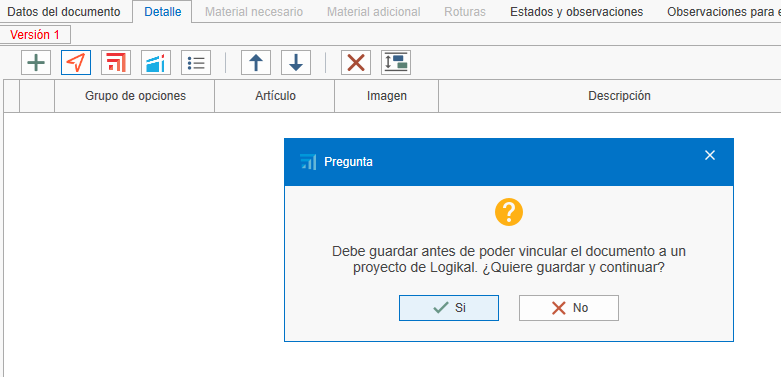 Datos del documento Detalle Material necesario Material adicional Roturas Estados y observaciones Observaciones para
Versión 1
Grupo de opciones Artículo Imagen Descripción
Pregunta
Debe guardar antes de poder vincular el documento a un
proyecto de Logikal. ¿Quiere guardar y continuar?
Si No